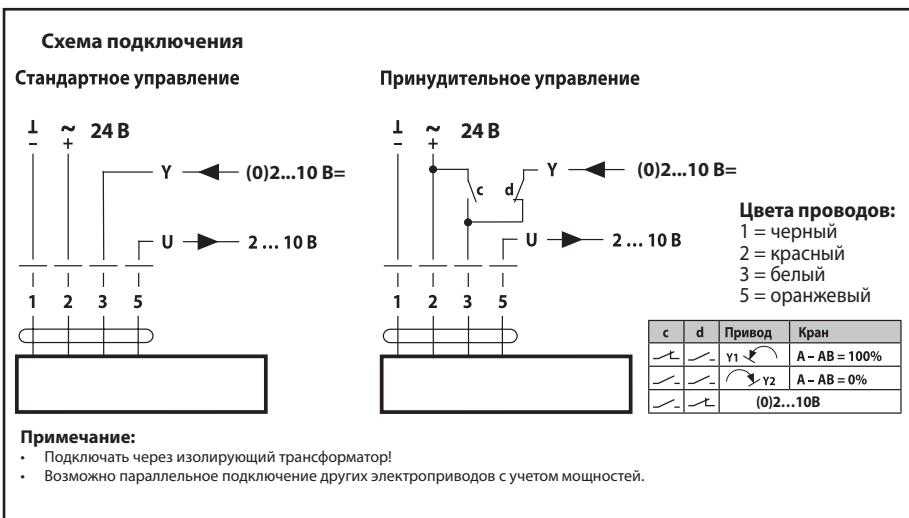 Схема подключения
Стандартное управление
⊥ ~ 24 В
- +
Y (0)2...10 В=
U 2 ... 10 В
1 2 3 5
Принудительное управление
⊥ ~ 24 В
- +
c d Y (0)2...10 В=
U 2 ... 10 В
1 2 3 5
Цвета проводов:
1 = черный
2 = красный
3 = белый
5 = оранжевый
c d Привод Кран
Y1 A – AB = 100%
Y2 A – AB = 0%
(0)2...10В
Примечание:
• Подключать через изолирующий трансформатор!
• Возможно параллельное подключение других электроприводов с учетом мощностей.